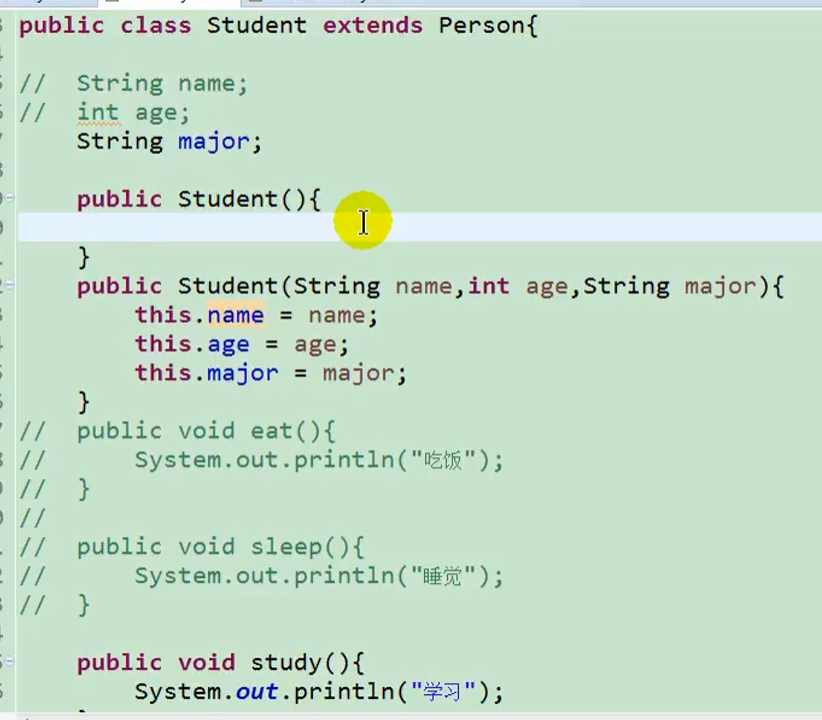 public class Student extends Person{
//  String name;
//  int age;
    String major;
    public Student(){
    }
    public Student(String name,int age,String major){
        this.name = name;
        this.age = age;
        this.major = major;
    }
//  public void eat(){
//      System.out.println("吃饭");
//  }
//
//  public void sleep(){
//      System.out.println("睡觉");
//  }
    public void study(){
        System.out.println("学习");